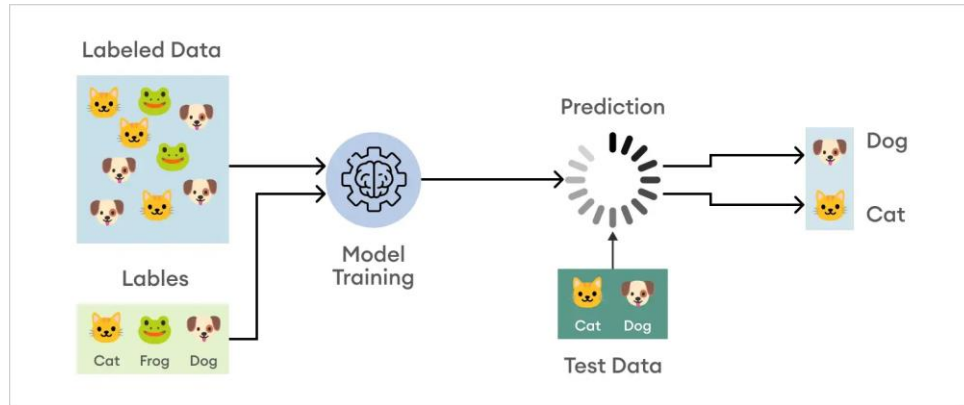 Labeled Data
Lables
Cat Frog Dog
Model
Training
Prediction
Cat Dog
Test Data
Dog
Cat